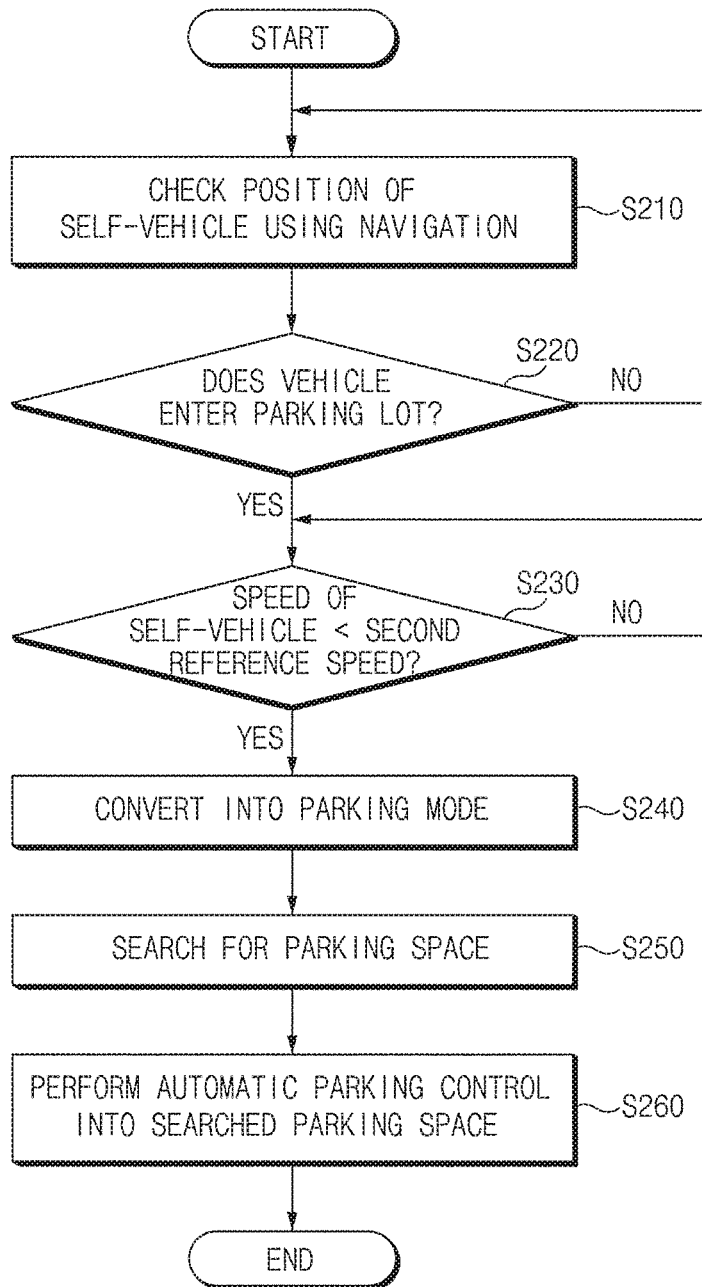 START
CHECK POSITION OF
SELF-VEHICLE USING NAVIGATION
S210
S220
DOES VEHICLE
ENTER PARKING LOT?
NO
YES
S230
SPEED OF
SELF-VEHICLE < SECOND
REFERENCE SPEED?
NO
YES
CONVERT INTO PARKING MODE
S240
SEARCH FOR PARKING SPACE
S250
PERFORM AUTOMATIC PARKING CONTROL
INTO SEARCHED PARKING SPACE
S260
END